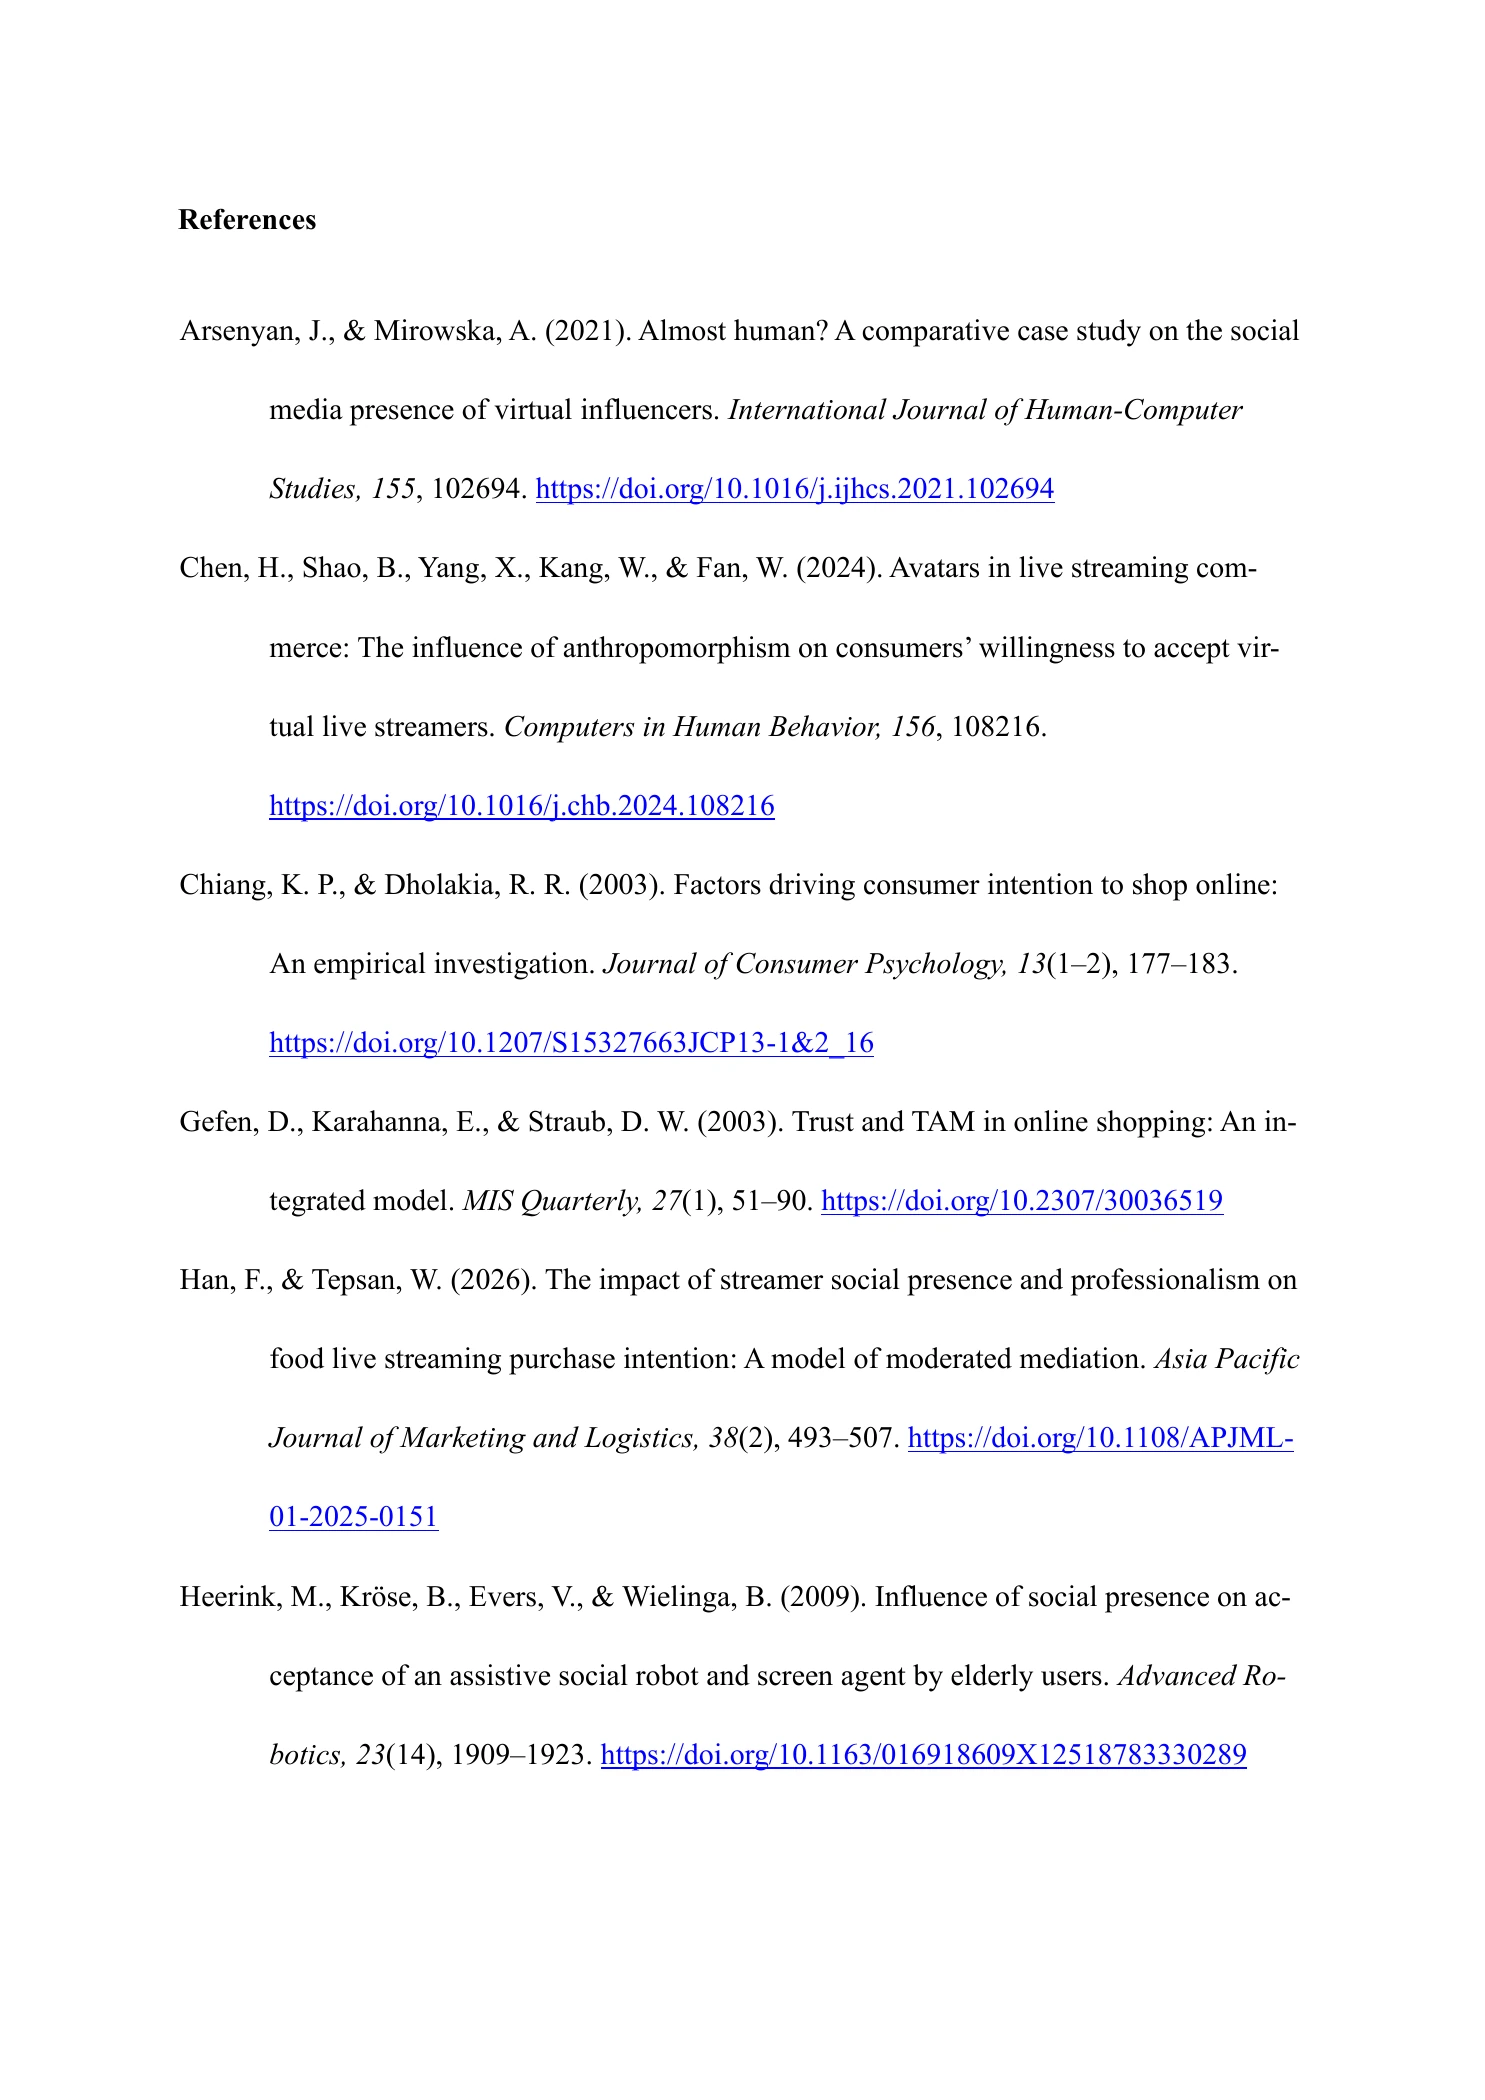 References
Arsenyan, J., & Mirowska, A. (2021). Almost human? A comparative case study on the social
media presence of virtual influencers. International Journal of Human-Computer
Studies, 155, 102694. https://doi.org/10.1016/j.ijhcs.2021.102694
Chen, H., Shao, B., Yang, X., Kang, W., & Fan, W. (2024). Avatars in live streaming com-
merce: The influence of anthropomorphism on consumers’ willingness to accept vir-
tual live streamers. Computers in Human Behavior, 156, 108216.
https://doi.org/10.1016/j.chb.2024.108216
Chiang, K. P., & Dholakia, R. R. (2003). Factors driving consumer intention to shop online:
An empirical investigation. Journal of Consumer Psychology, 13(1–2), 177–183.
https://doi.org/10.1207/S15327663JCP13-1&2_16
Gefen, D., Karahanna, E., & Straub, D. W. (2003). Trust and TAM in online shopping: An in-
tegrated model. MIS Quarterly, 27(1), 51–90. https://doi.org/10.2307/30036519
Han, F., & Tepsan, W. (2026). The impact of streamer social presence and professionalism on
food live streaming purchase intention: A model of moderated mediation. Asia Pacific
Journal of Marketing and Logistics, 38(2), 493–507. https://doi.org/10.1108/APJML-
01-2025-0151
Heerink, M., Kröse, B., Evers, V., & Wielinga, B. (2009). Influence of social presence on ac-
ceptance of an assistive social robot and screen agent by elderly users. Advanced Ro-
botics, 23(14), 1909–1923. https://doi.org/10.1163/016918609X12518783330289